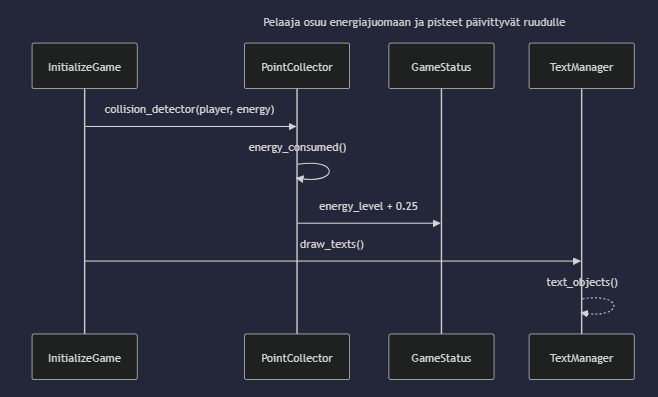 Pelaaja osuu energiajuomaan ja pisteet päivittyvät ruudulle
InitializeGame PointCollector GameStatus TextManager
collision_detector(player, energy)
energy_consumed()
energy_level + 0.25
draw_texts()
text_objects()
InitializeGame PointCollector GameStatus TextManager